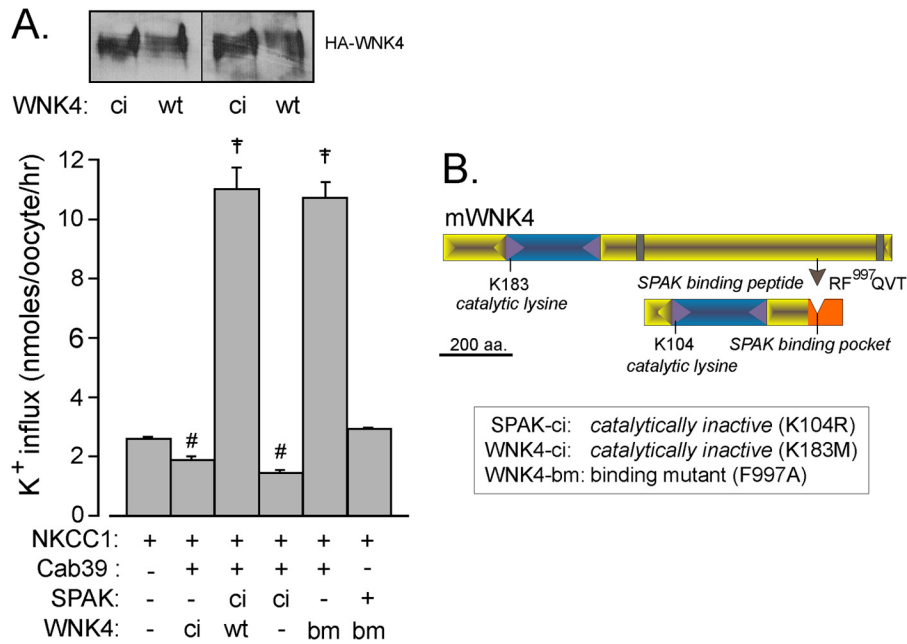 A.
HA-WNK4
WNK4: ci wt ci wt
K+ influx (nmoles/oocyte/hr)
12
10
8
6
4
2
0
#
Ŧ
#
Ŧ
NKCC1: + + + + + +
Cab39 : - + + + + -
SPAK: - - ci ci - +
WNK4: - ci wt - bm bm
B.
mWNK4
K183
catalytic lysine
SPAK binding peptide
RF997QVT
200 aa.
K104
catalytic lysine
SPAK binding pocket
SPAK-ci: catalytically inactive (K104R)
WNK4-ci: catalytically inactive (K183M)
WNK4-bm: binding mutant (F997A)